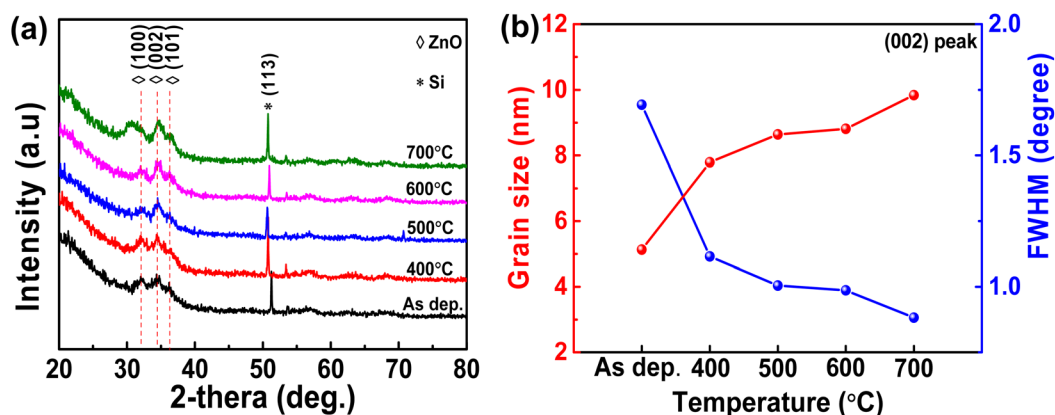 (a)
◊ (100)
◊ (002)
◊ (101)
* (113)
◊ ZnO
* Si
700°C
600°C
500°C
400°C
As dep.
Intensity (a.u)
20 30 40 50 60 70 80
2-thera (deg.)
(b)
(002) peak
12
10
8
6
4
2
Grain size (nm)
2.0
1.5
1.0
FWHM (degree)
As dep. 400 500 600 700
Temperature (°C)